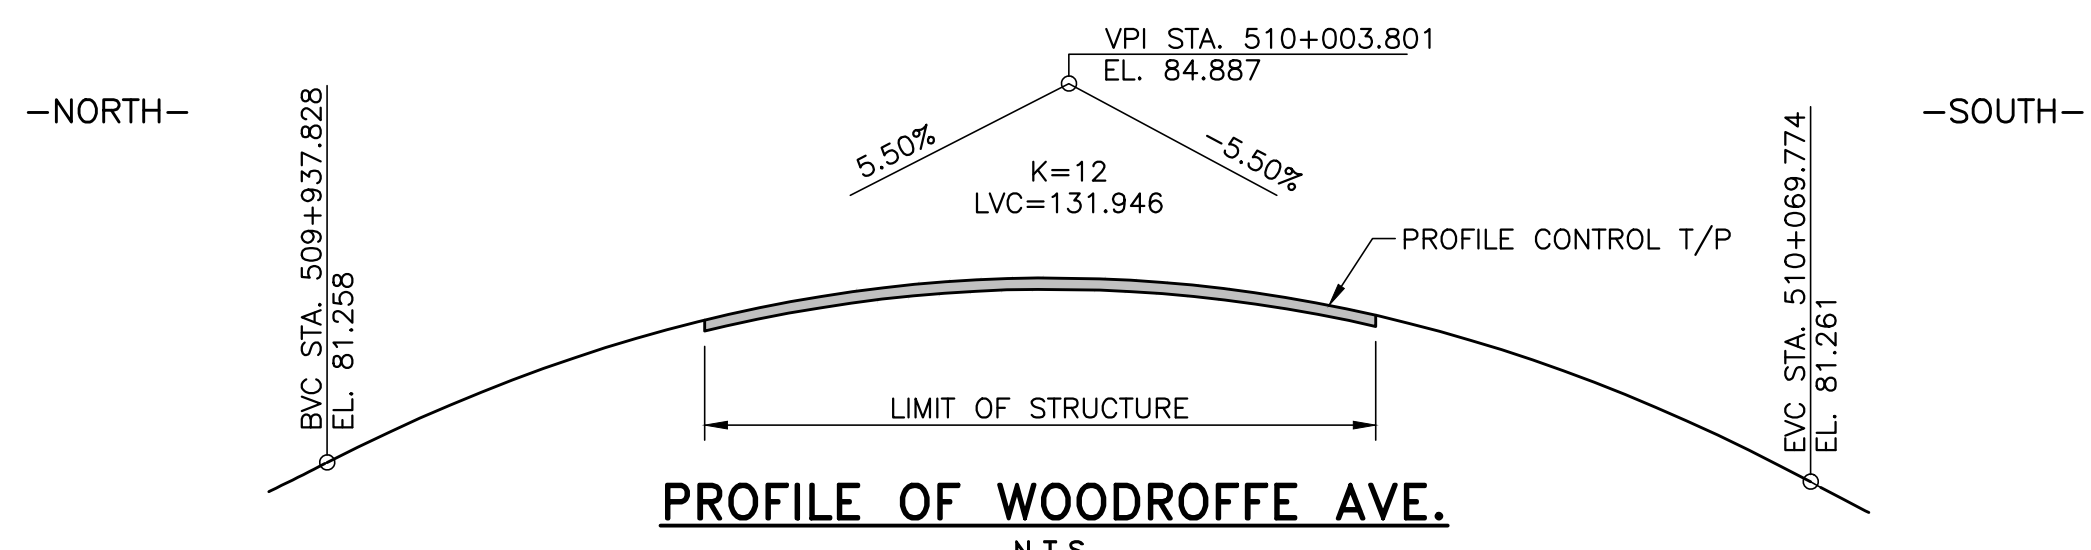 VPI STA. 510+003.801
EL. 84.887
-NORTH-
-SOUTH-
BVC STA. 509+937.828
EL. 81.258
5.50%
-5.50%
K=12
LVC=131.946
EVC STA. 510+069.774
EL. 81.261
PROFILE CONTROL T/P
LIMIT OF STRUCTURE
PROFILE OF WOODROFFE AVE.
N.T.S.